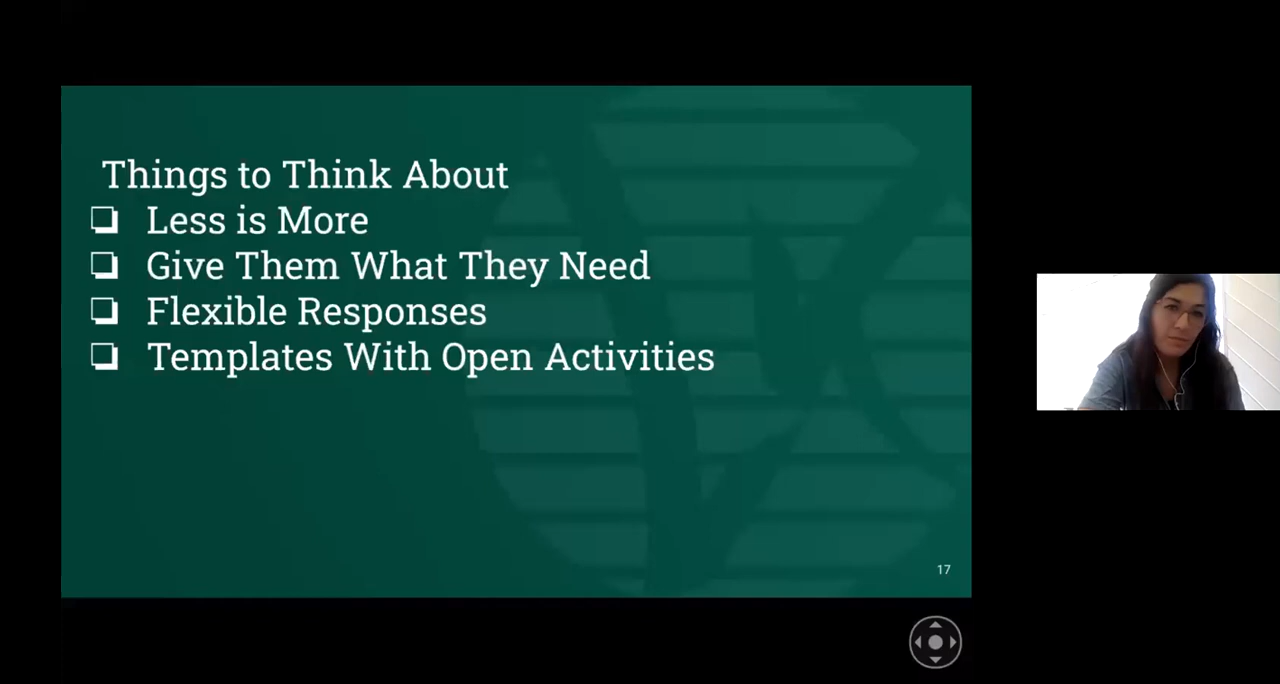 Things to Think About
❏ Less is More
❏ Give Them What They Need
❏ Flexible Responses
❏ Templates With Open Activities
17